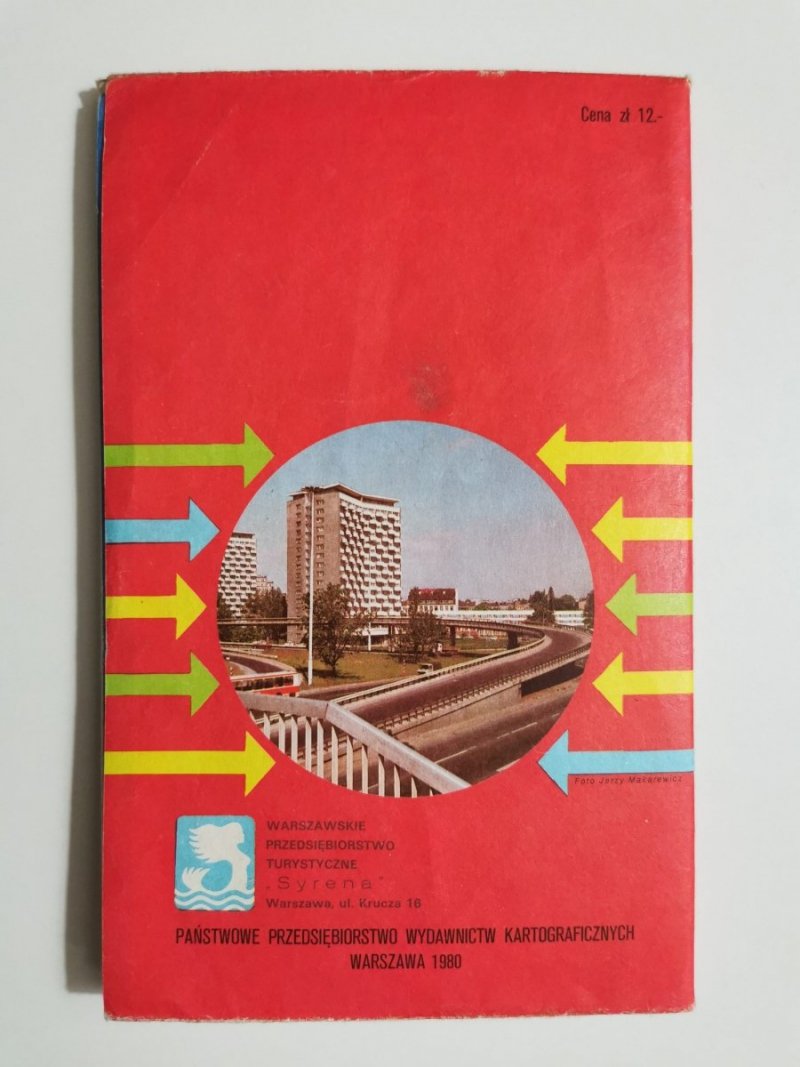 Cena zł 12.-
Foto Jerzy Makarewicz
WARSZAWSKIE
PRZEDSIĘBIORSTWO
TURYSTYCZNE
„Syrena"
Warszawa, ul. Krucza 16
PAŃSTWOWE PRZEDSIĘBIORSTWO WYDAWNICTW KARTOGRAFICZNYCH
WARSZAWA 1980